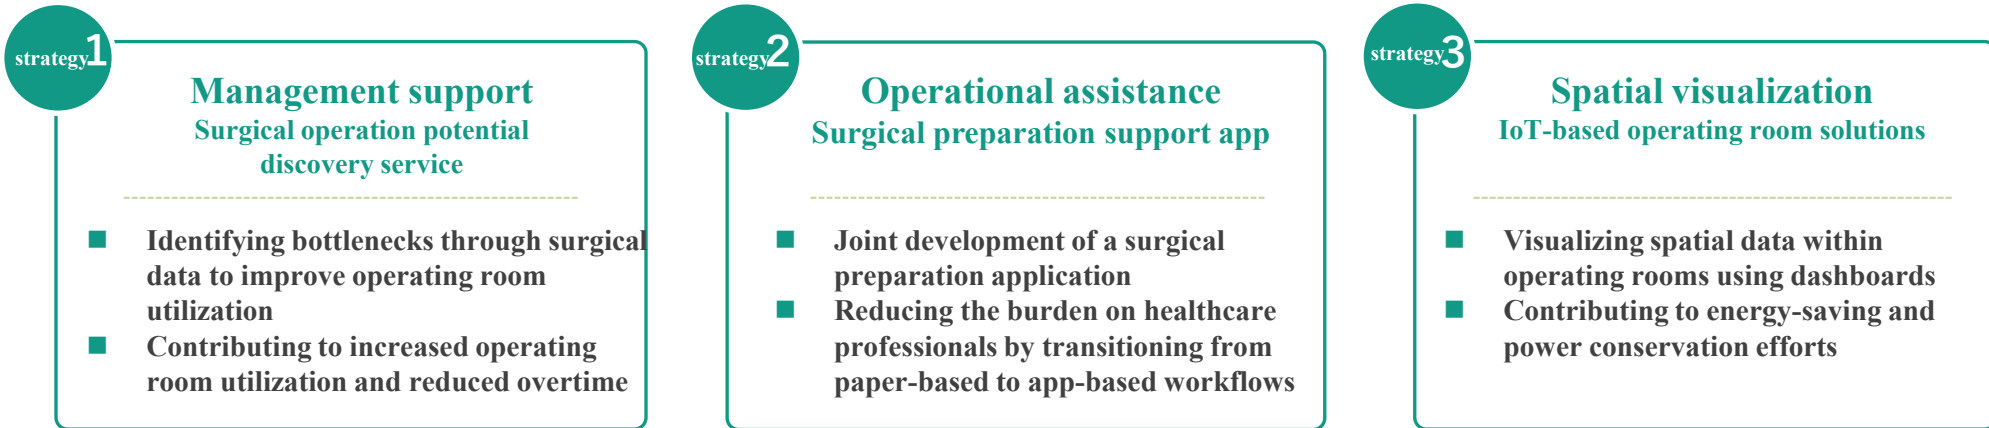 strategy1
Management support
Surgical operation potential
discovery service
Identifying bottlenecks through surgical
data to improve operating room
utilization
Contributing to increased operating
room utilization and reduced overtime
strategy2
Operational assistance
Surgical preparation support app
Joint development of a surgical
preparation application
Reducing the burden on healthcare
professionals by transitioning from
paper-based to app-based workflows
strategy3
Spatial visualization
IoT-based operating room solutions
Visualizing spatial data within
operating rooms using dashboards
Contributing to energy-saving and
power conservation efforts